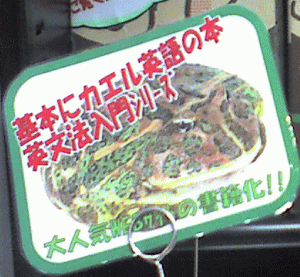 基本にカエル英語の本
英文法入門シリーズ
大人気 の書籍化!!